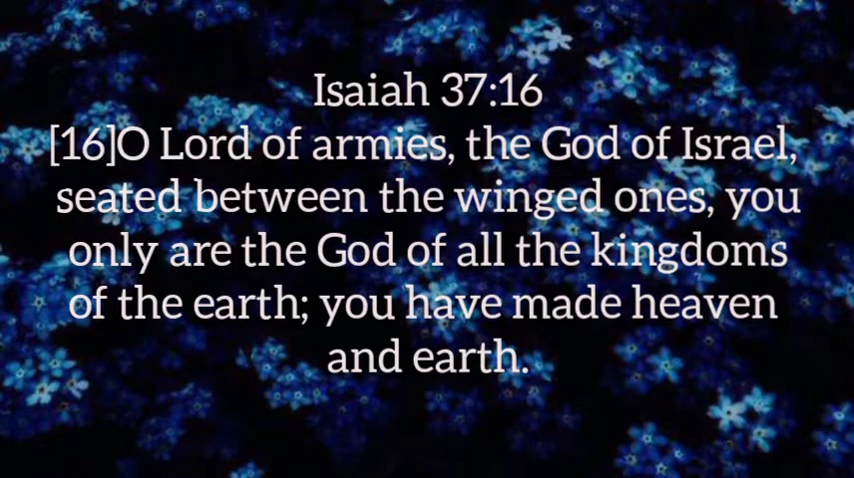 Isaiah 37:16
[16]O Lord of armies, the God of Israel,
seated between the winged ones, you
only are the God of all the kingdoms
of the earth; you have made heaven
and earth.